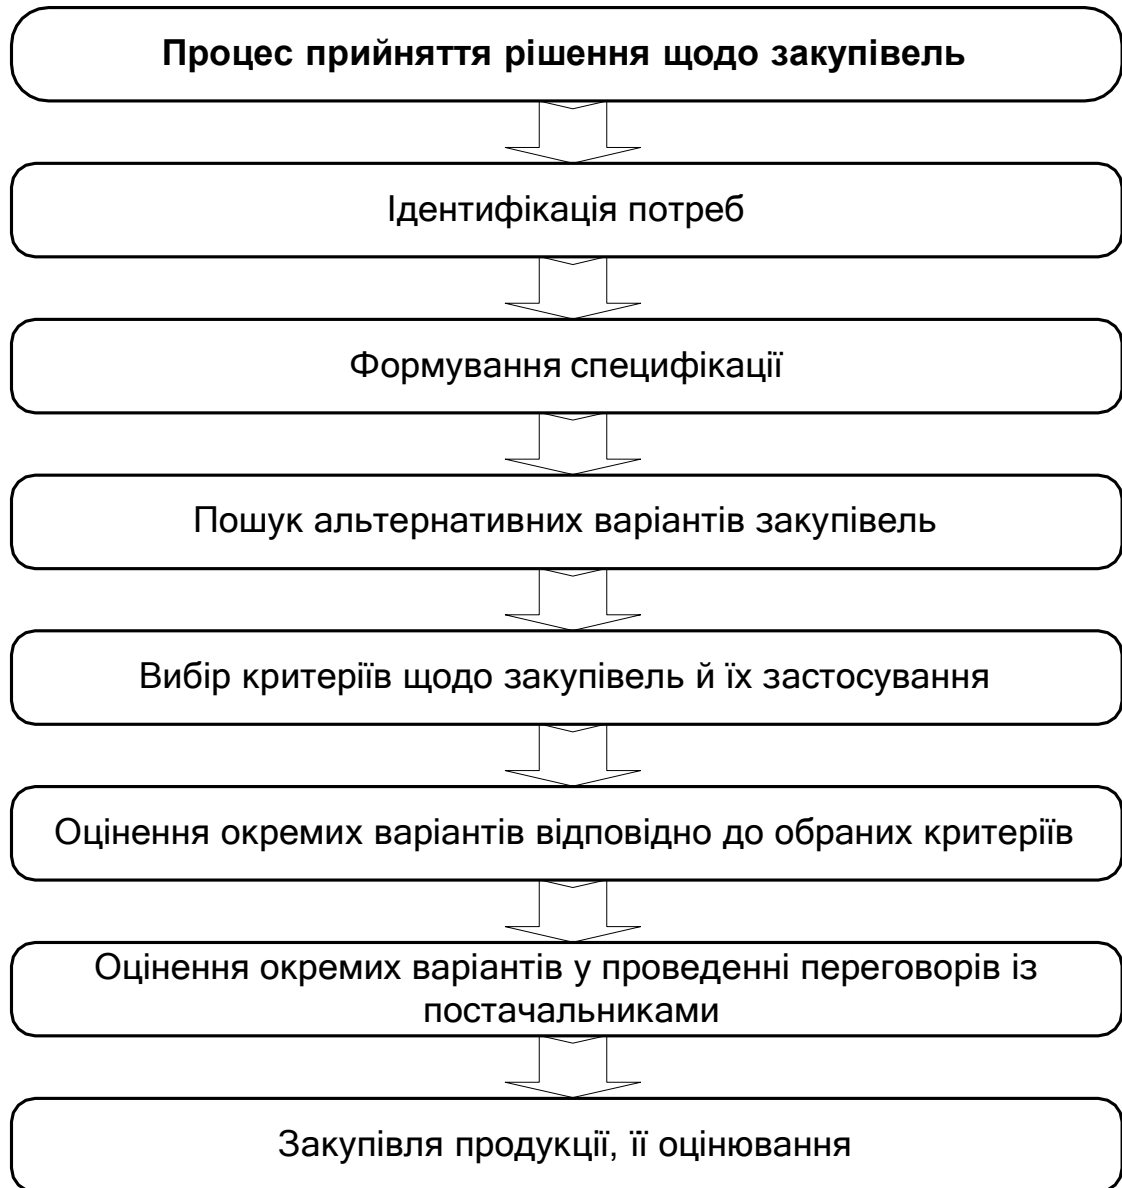 Процес прийняття рішення щодо закупівель
Ідентифікація потреб
Формування специфікації
Пошук альтернативних варіантів закупівель
Вибір критеріїв щодо закупівель й їх застосування
Оцінення окремих варіантів відповідно до обраних критеріїв
Оцінення окремих варіантів у проведенні переговорів із
постачальниками
Закупівля продукції, її оцінювання